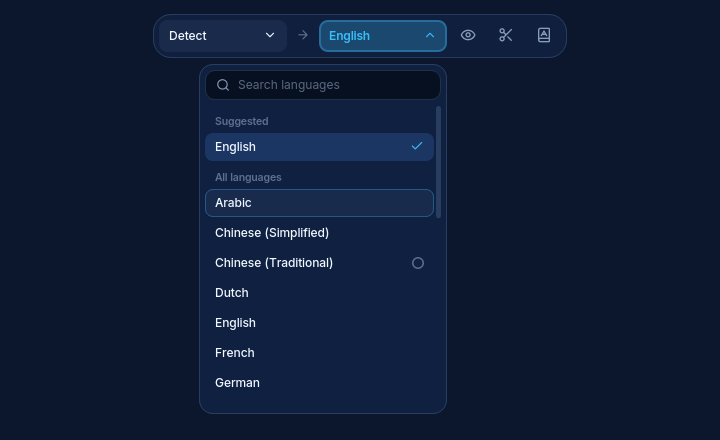 Detect
English
Search languages
Suggested
English
All languages
Arabic
Chinese (Simplified)
Chinese (Traditional)
Dutch
English
French
German